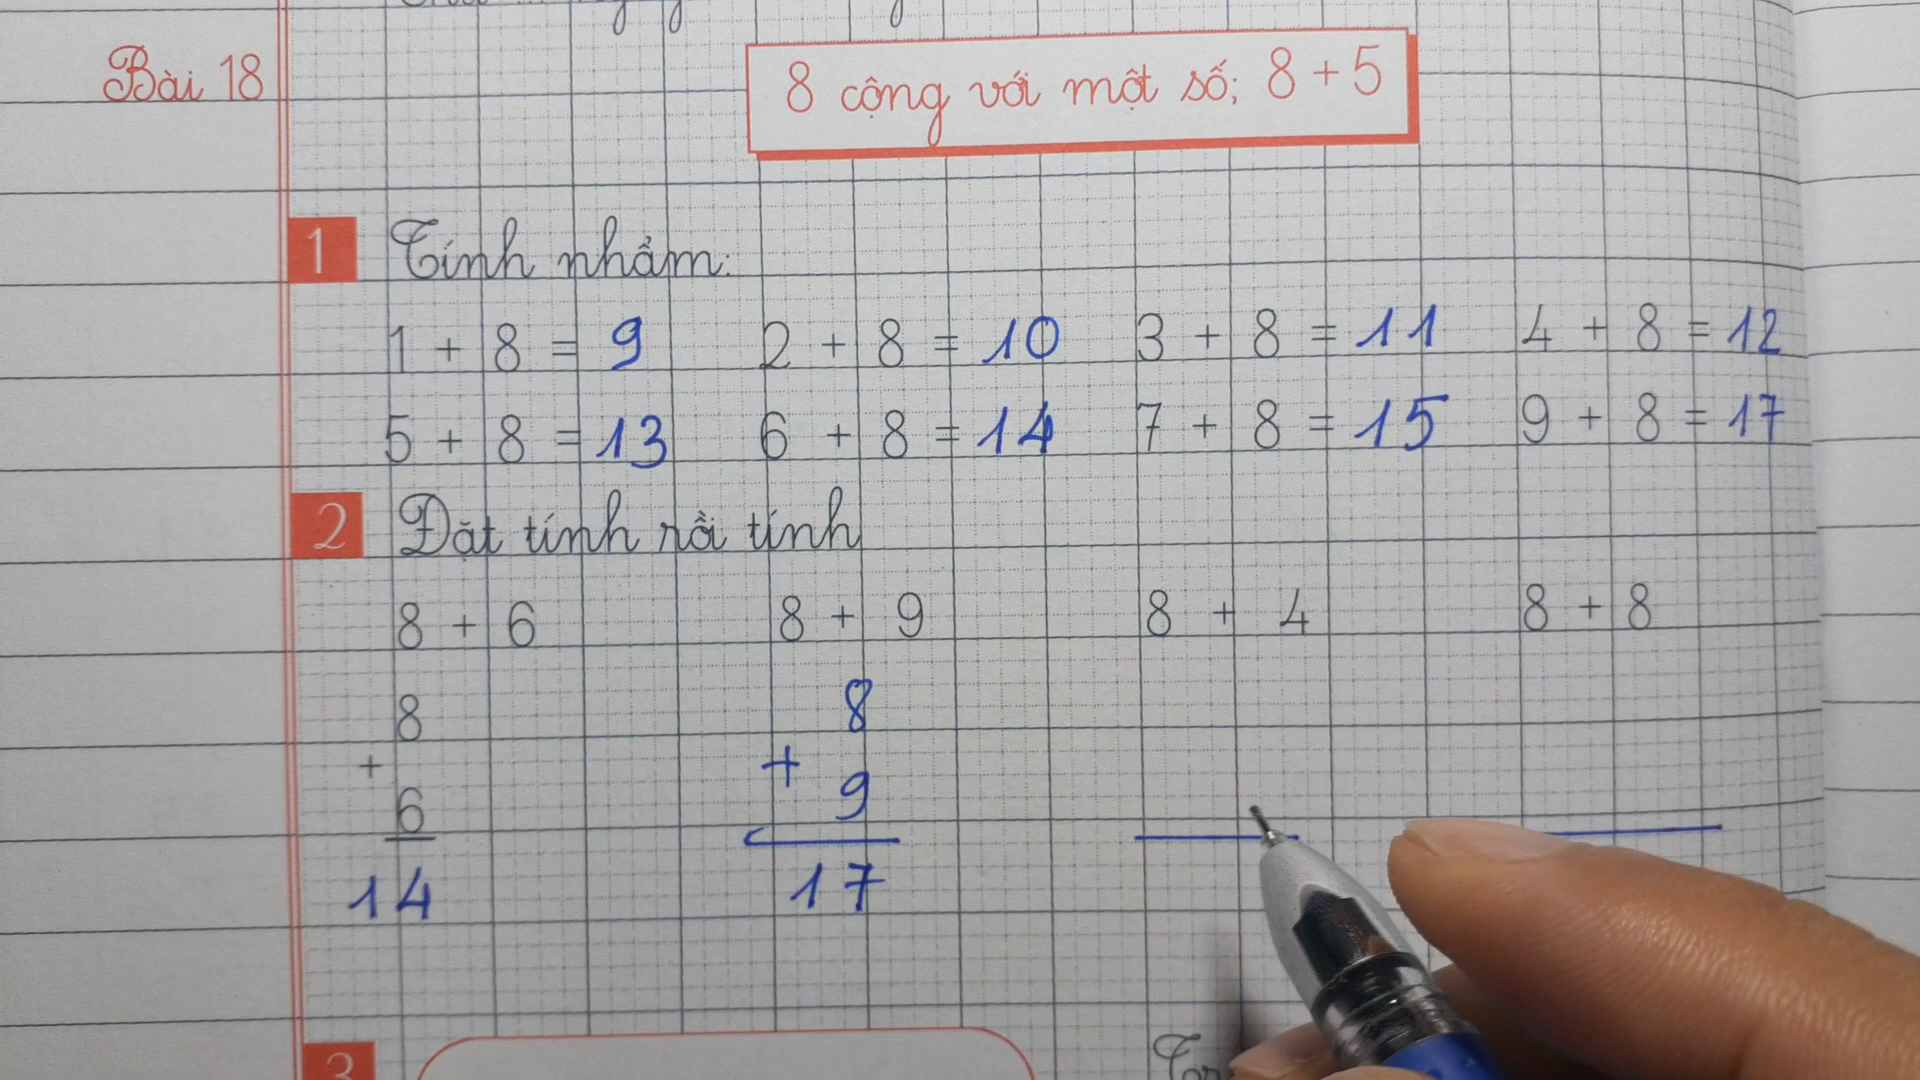 Bài 18
8 cộng với một số; 8 + 5
1 Tính nhẩm:
1 + 8 = 9 2 + 8 = 10 3 + 8 = 11 4 + 8 = 12
5 + 8 = 13 6 + 8 = 14 7 + 8 = 15 9 + 8 = 17
2 Đặt tính rồi tính
8 + 6 8 + 9 8 + 4 8 + 8
8 8
+ +
6 9
14 17
3